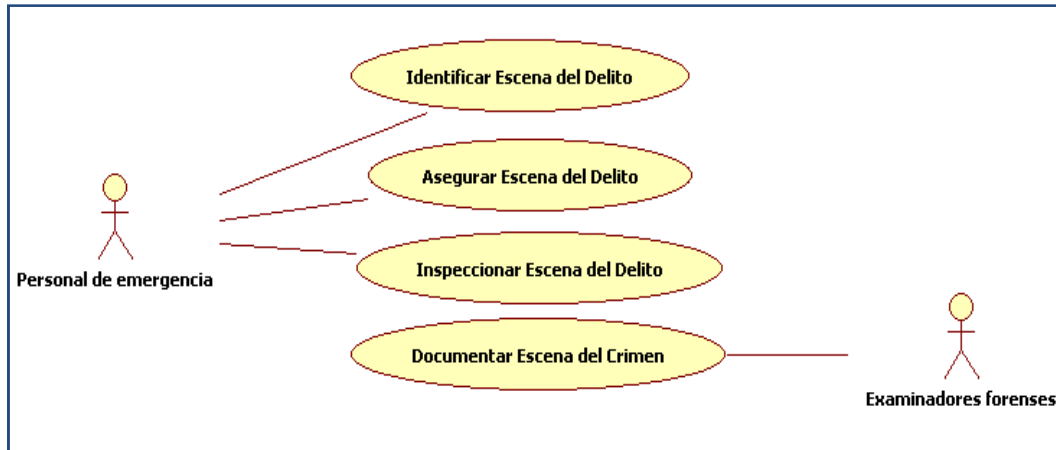 Identificar Escena del Delito
Asegurar Escena del Delito
Personal de emergencia
Inspeccionar Escena del Delito
Documentar Escena del Crimen
Examinadores forenses